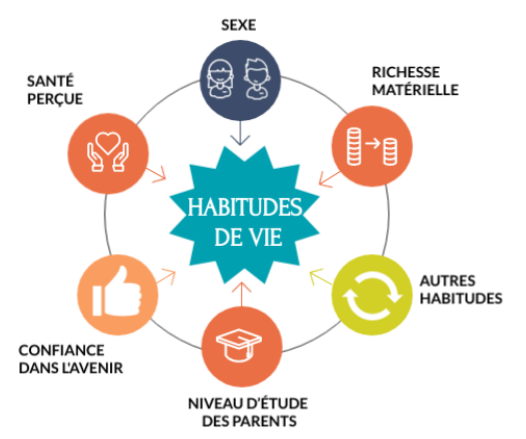 SEXE
RICHESSE
MATÉRIELLE
SANTÉ
PERÇUE
HABITUDES
DE VIE
AUTRES
HABITUDES
CONFIANCE
DANS L'AVENIR
NIVEAU D'ÉTUDE
DES PARENTS